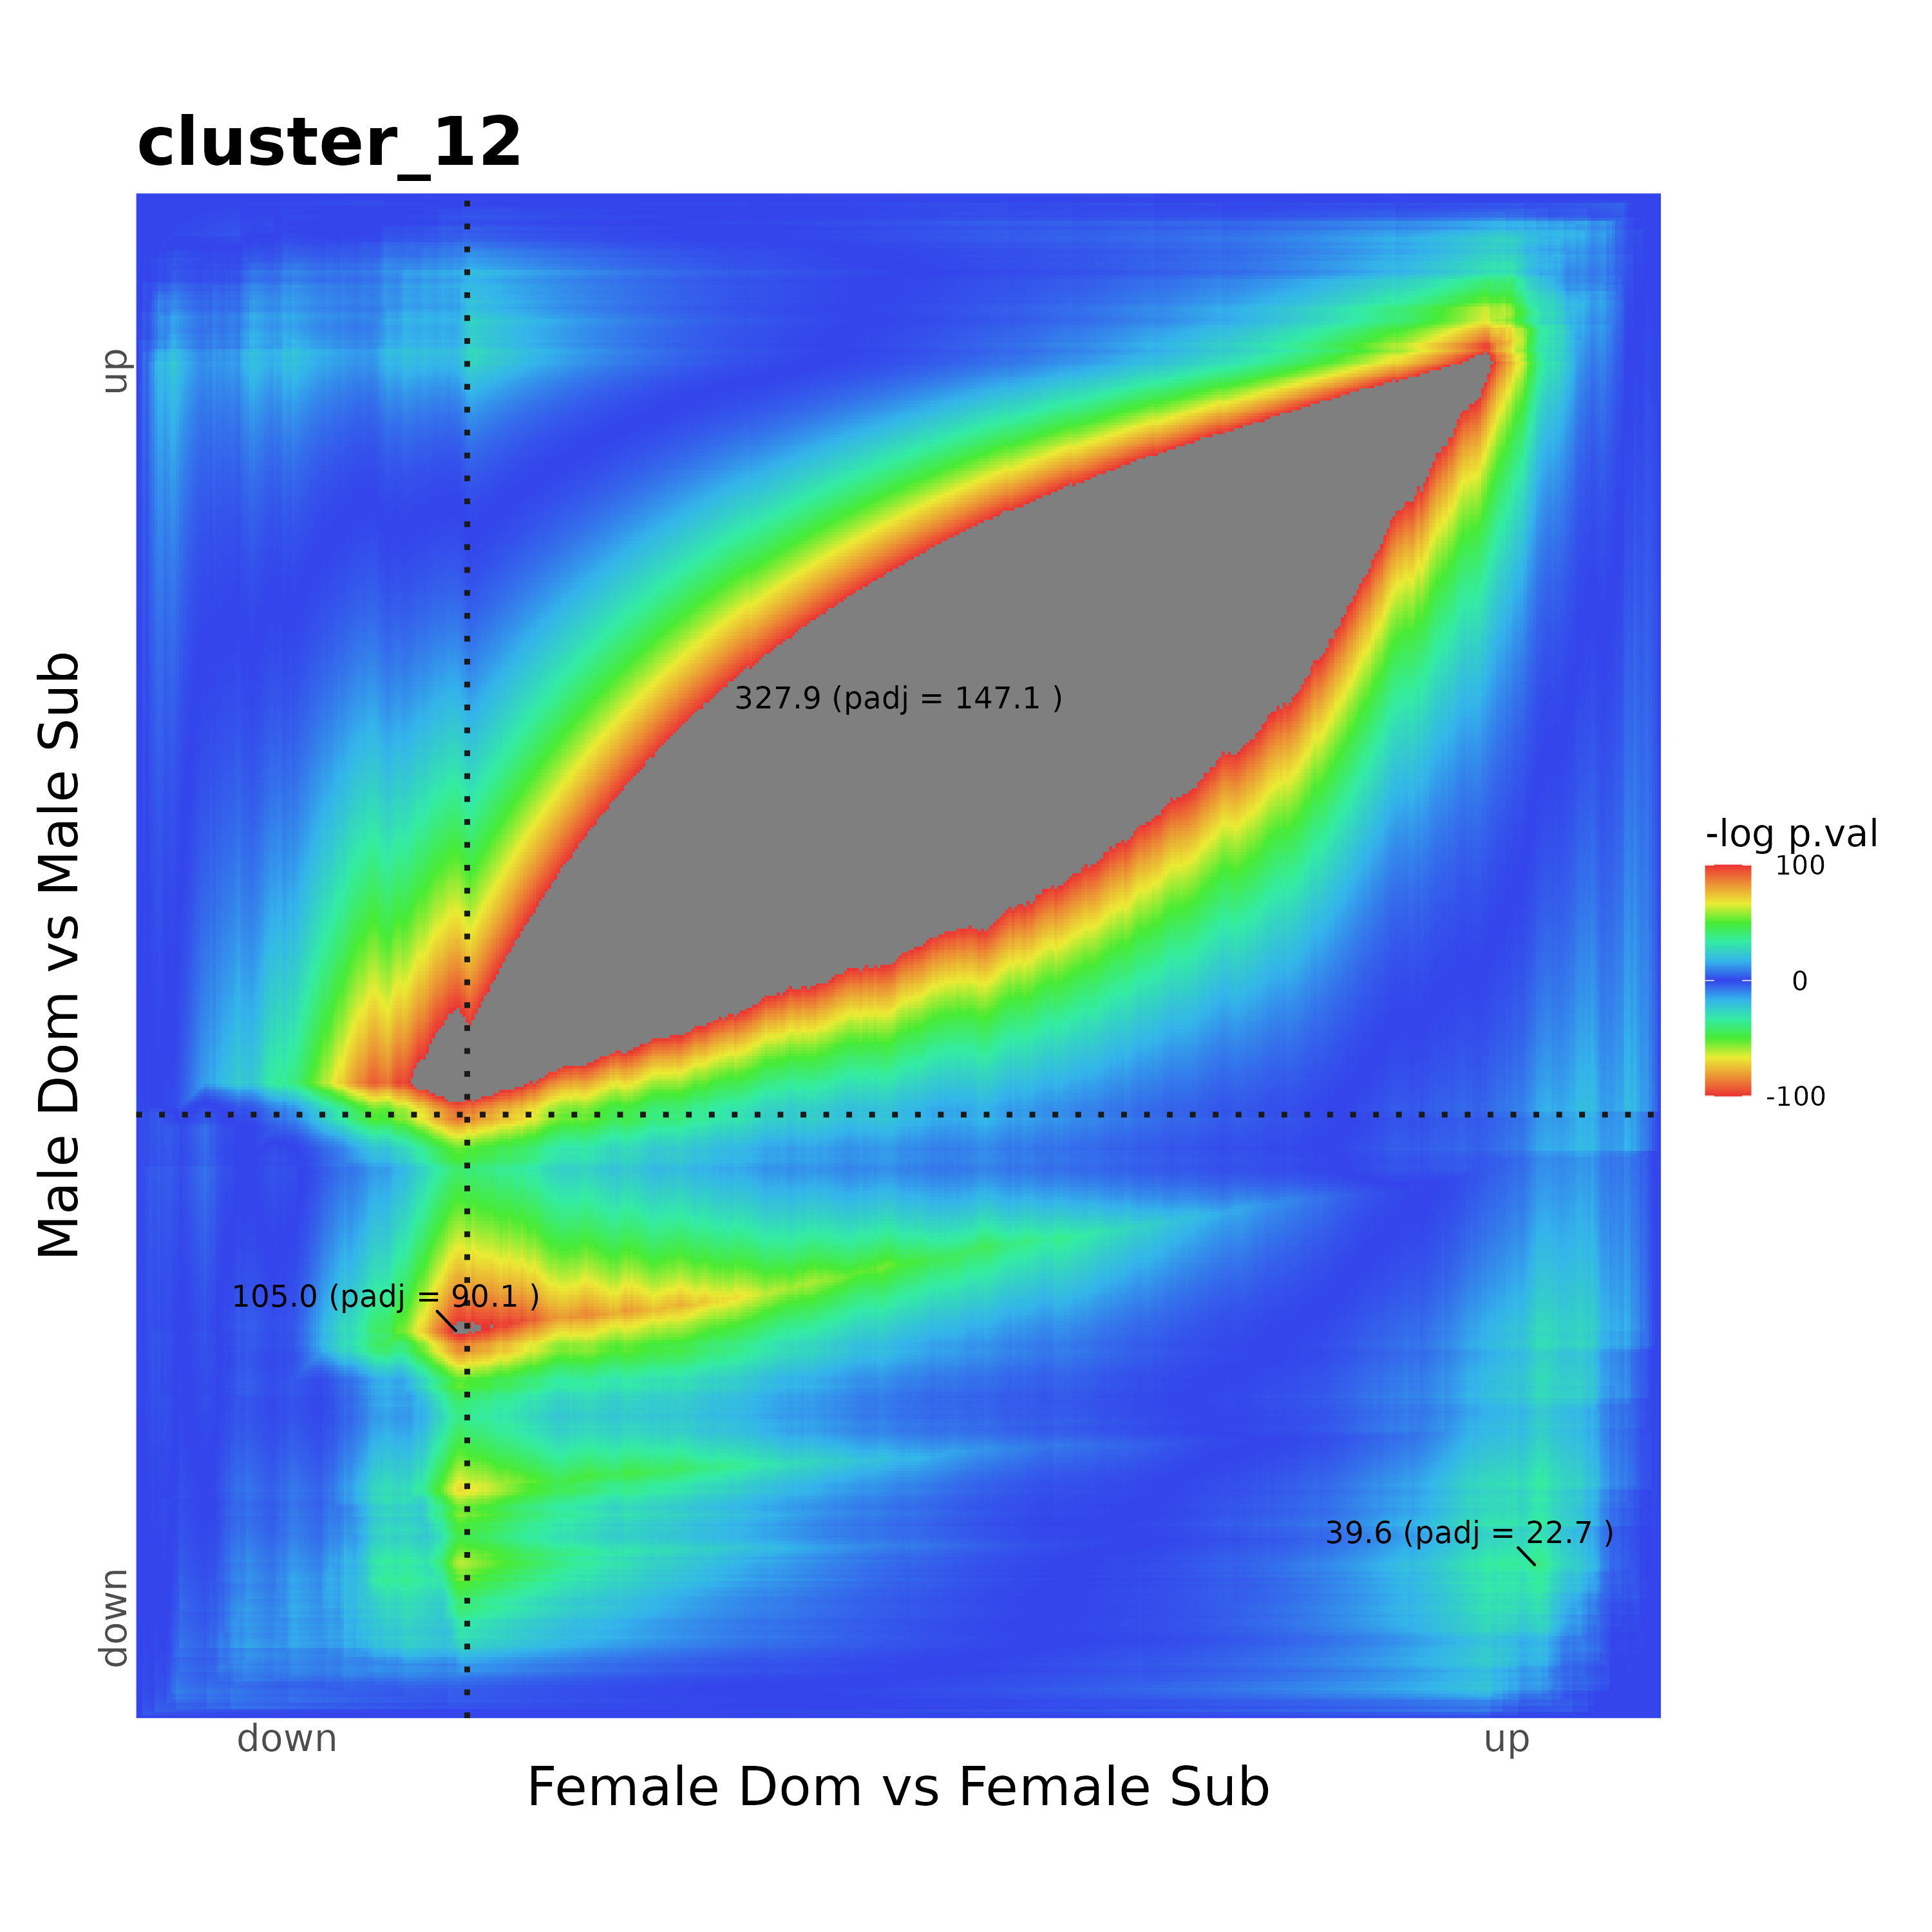 cluster_12
up
Male Dom vs Male Sub
down
327.9 (padj = 147.1 )
105.0 (padj = 90.1 )
39.6 (padj = 22.7 )
-log p.val
100
0
-100
down
up
Female Dom vs Female Sub